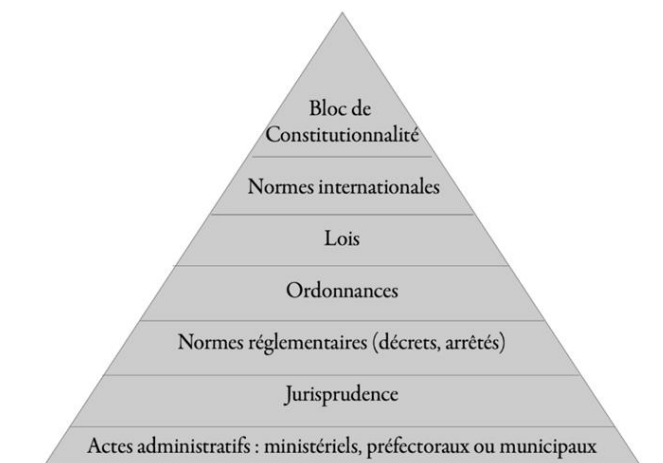 Bloc de
Constitutionnalité
Normes internationales
Lois
Ordonnances
Normes réglementaires (décrets, arrêtés)
Jurisprudence
Actes administratifs : ministériels, préfectoraux ou municipaux